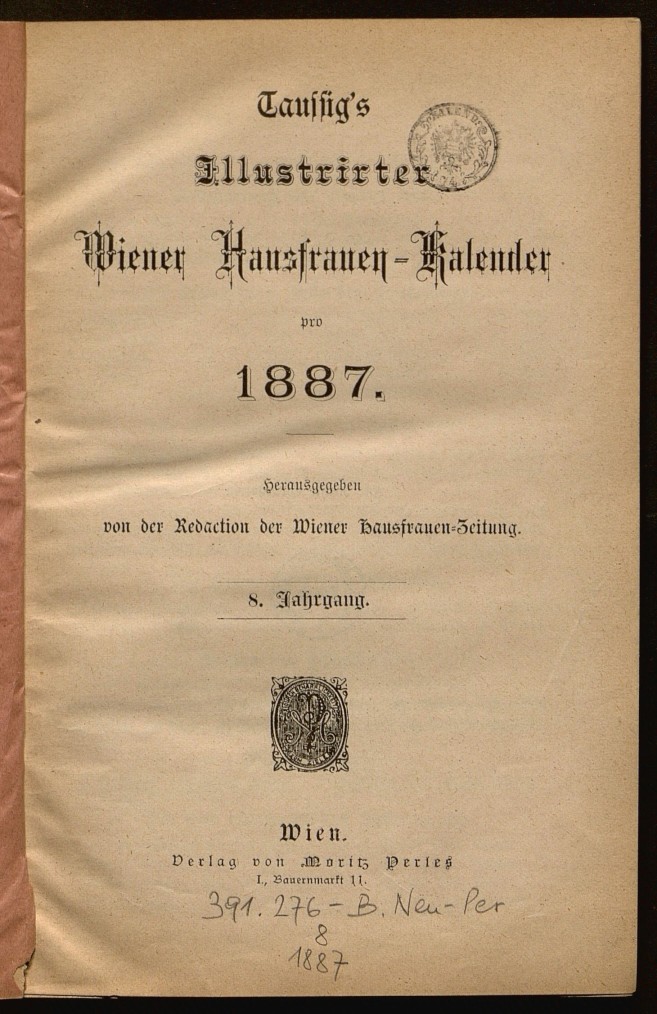 Taussig's
Illustrirter
Wiener Hausfrauen-Kalender
pro
1887.
Herausgegeben
von der Redaction der Wiener Hausfrauen-Zeitung.
8. Jahrgang.
Wien.
Verlag von Moritz Perles
I., Bauernmarkt 11.
391.276-B. Neu-Per
8
1887